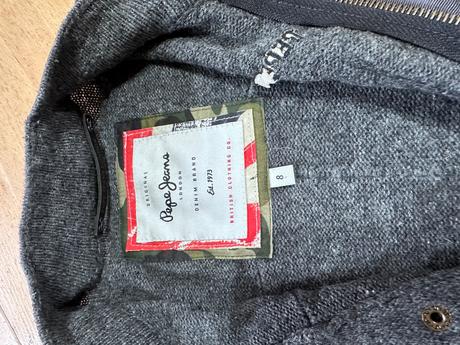 ORIGINAL
Pepe Jeans
LONDON
DENIM BRAND
Est. 1973
BRITISH CLOTHING CO.
8